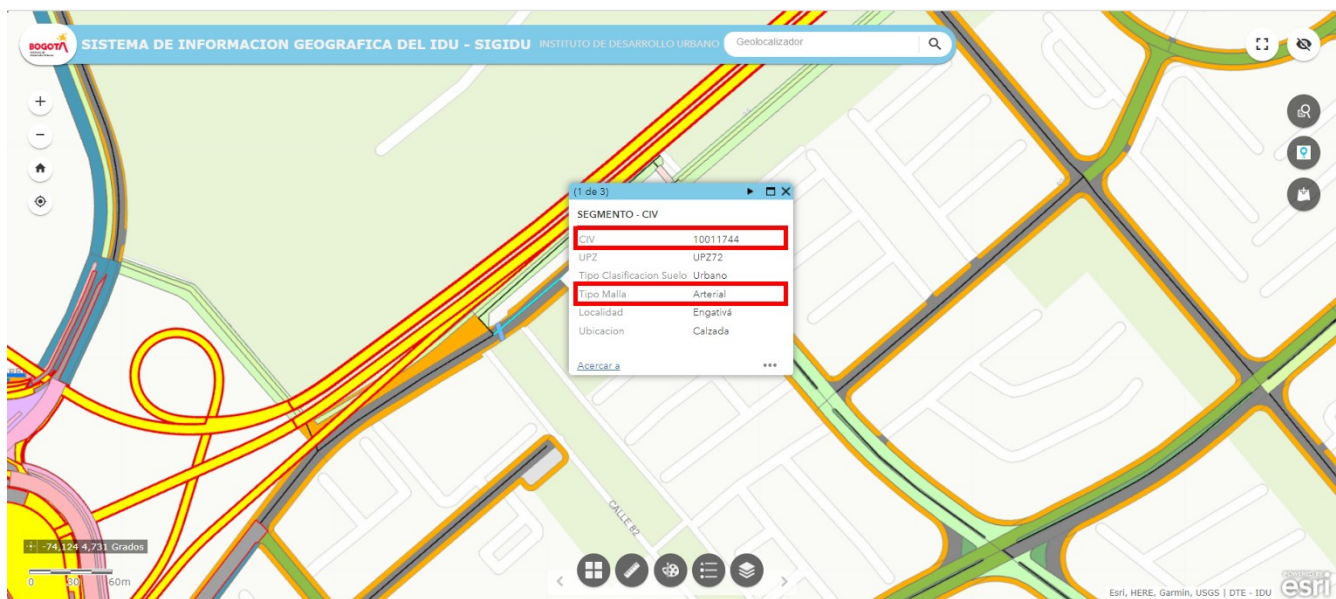 BOGOTÁ
SISTEMA DE INFORMACION GEOGRAFICA DEL IDU - SIGIDU INSTITUTO DE DESARROLLO URBANO
Geolocalizador
(1 de 3)
SEGMENTO - CIV
CIV 10011744
UPZ UPZ72
Tipo Clasificacion Suelo Urbano
Tipo Malla Arterial
Localidad Engativá
Ubicacion Calzada
Acercar a
CALLE 82
-74,124 4,731 Grados
0 30 60m
POWERED BY
esri
Esri, HERE, Garmin, USGS | DTE - IDU